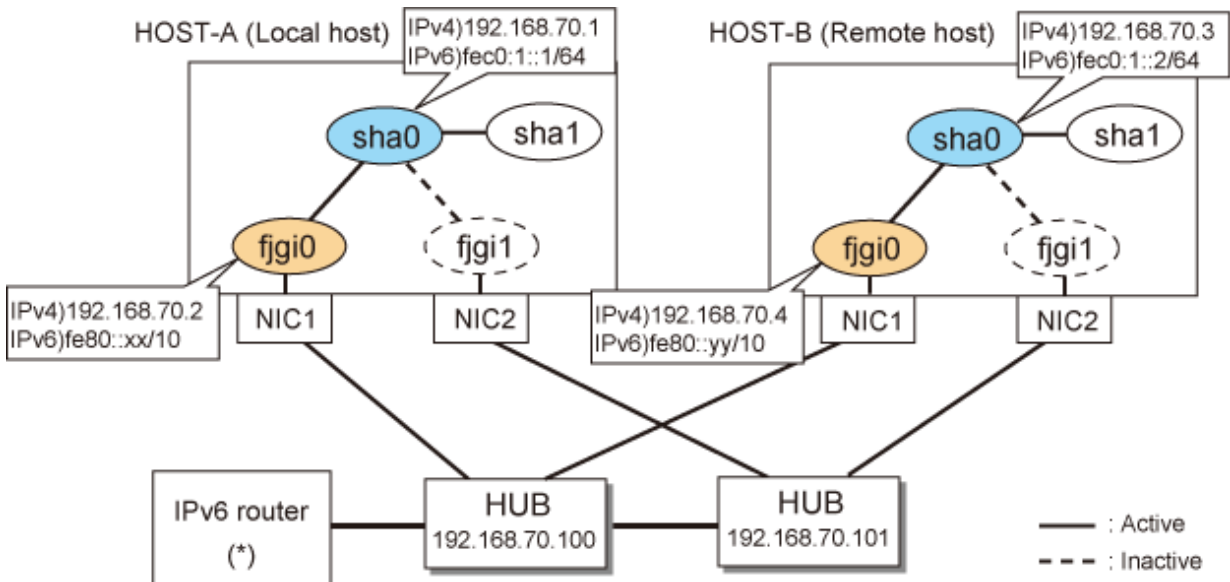 HOST-A (Local host)
IPv4)192.168.70.1
IPv6)fec0:1::1/64
HOST-B (Remote host)
IPv4)192.168.70.3
IPv6)fec0:1::2/64
sha0
sha1
sha0
sha1
fjgi0
fjgi1
fjgi0
fjgi1
IPv4)192.168.70.2
IPv6)fe80::xx/10
NIC1
NIC2
IPv4)192.168.70.4
IPv6)fe80::yy/10
NIC1
NIC2
IPv6 router
(*)
HUB
192.168.70.100
HUB
192.168.70.101
: Active
: Inactive